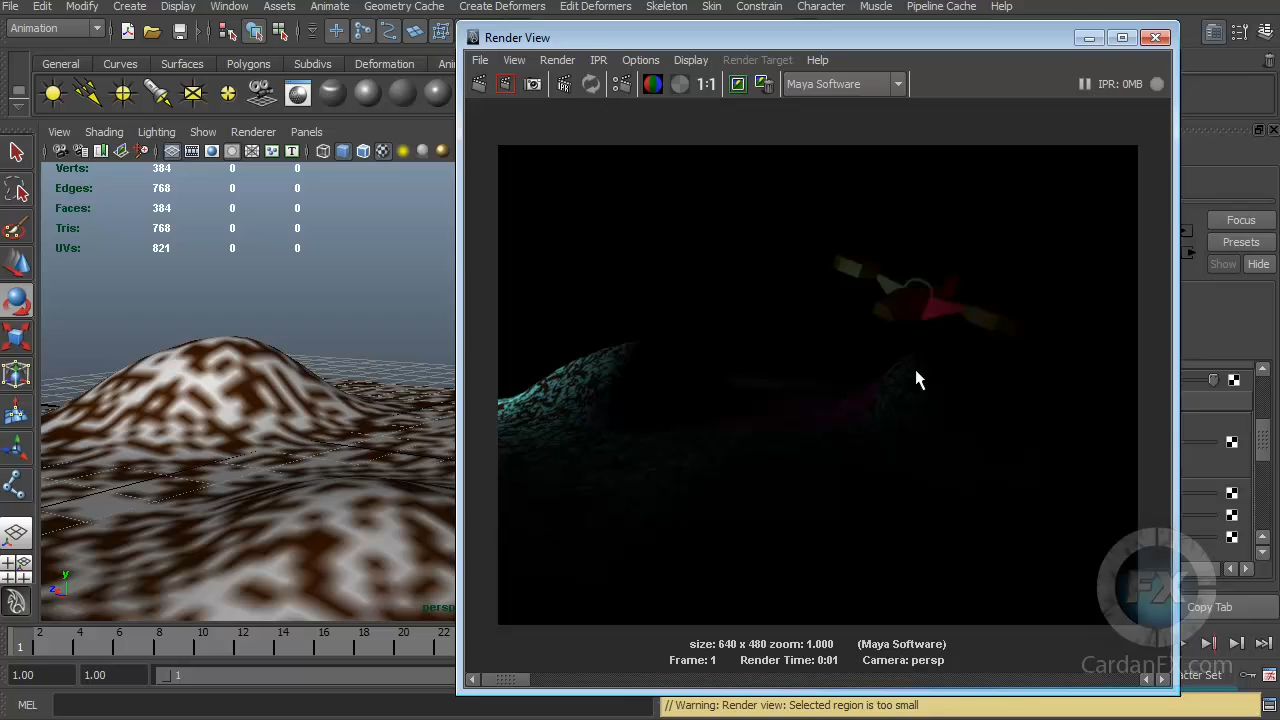 File Edit Modify Create Display Window Assets Animate Geometry Cache Create Deformers Edit Deformers Skeleton Skin Constrain Character Muscle Pipeline Cache Help
Animation
General Curves Surfaces Polygons Subdivs Deformation Ani
View Shading Lighting Show Renderer Panels
Verts: 384 0 0
Edges: 768 0 0
Faces: 384 0 0
Tris: 768 0 0
UVs: 821 0 0
y
z
persp
Render View
File View Render IPR Options Display Render Target Help
1:1
Maya Software
IPR: 0MB
size: 640 x 480 zoom: 1.000 (Maya Software)
Frame: 1 Render Time: 0:01 Camera: persp
Focus
Presets
Show Hide
FX
CardanFX.com
Copy Tab
1 2 4 6 8 10 12 14 16 18 20 22
1.00 1.00 1
cter Set
MEL
// Warning: Render view: Selected region is too small